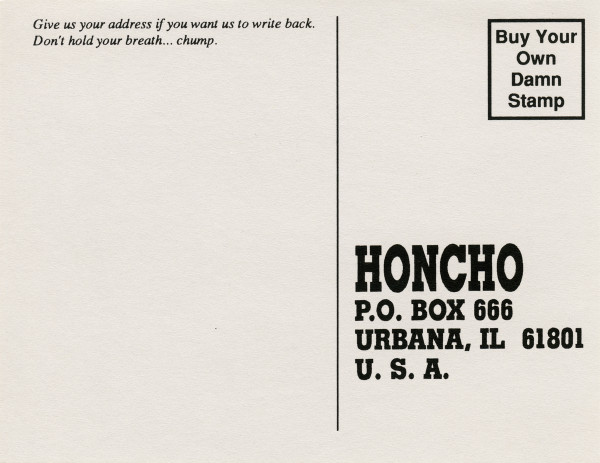 Give us your address if you want us to write back.
Don't hold your breath... chump.
Buy Your
Own
Damn
Stamp
HONCHO
P.O. BOX 666
URBANA, IL 61801
U. S. A.